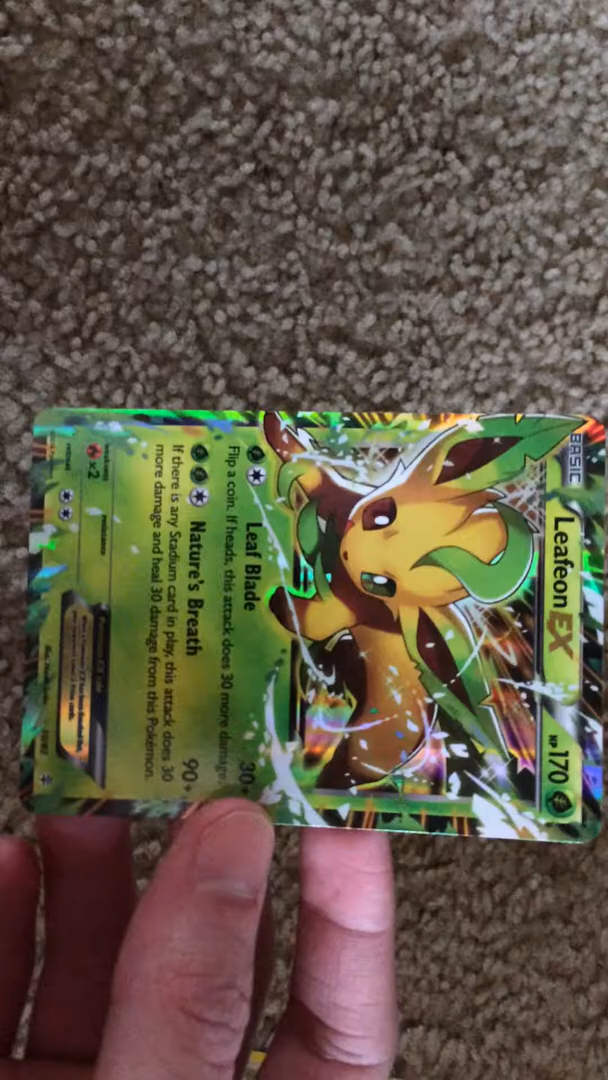 BASIC
Leafeon EX
HP 170
Leaf Blade 30+
Flip a coin. If heads, this attack does 30 more damage.
Nature's Breath 90+
If there is any Stadium card in play, this attack does 30
more damage and heal 30 damage from this Pokémon.
×2